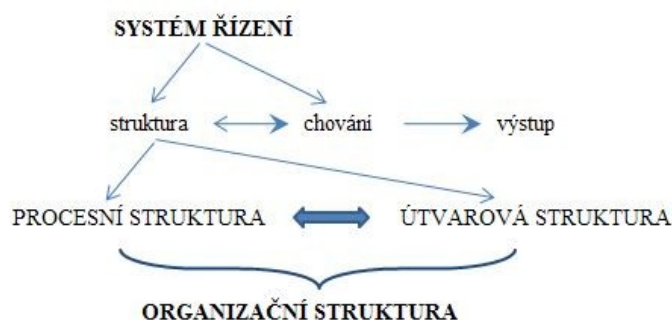 SYSTÉM ŘÍZENÍ
struktura chování výstup
PROCESNÍ STRUKTURA ÚTVAROVÁ STRUKTURA
ORGANIZAČNÍ STRUKTURA